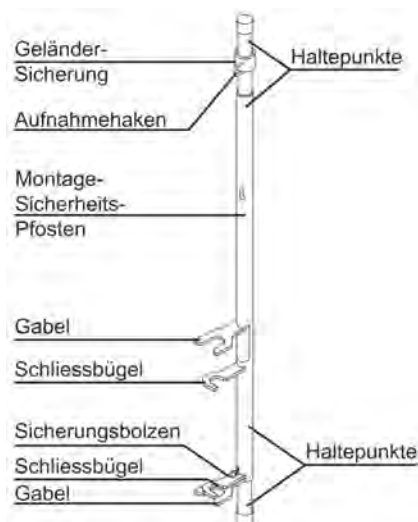 Geländer-
Sicherung
Haltepunkte
Aufnahmehaken
Montage-
Sicherheits-
Pfosten
Gabel
Schliessbügel
Sicherungsbolzen
Schliessbügel
Haltepunkte
Gabel